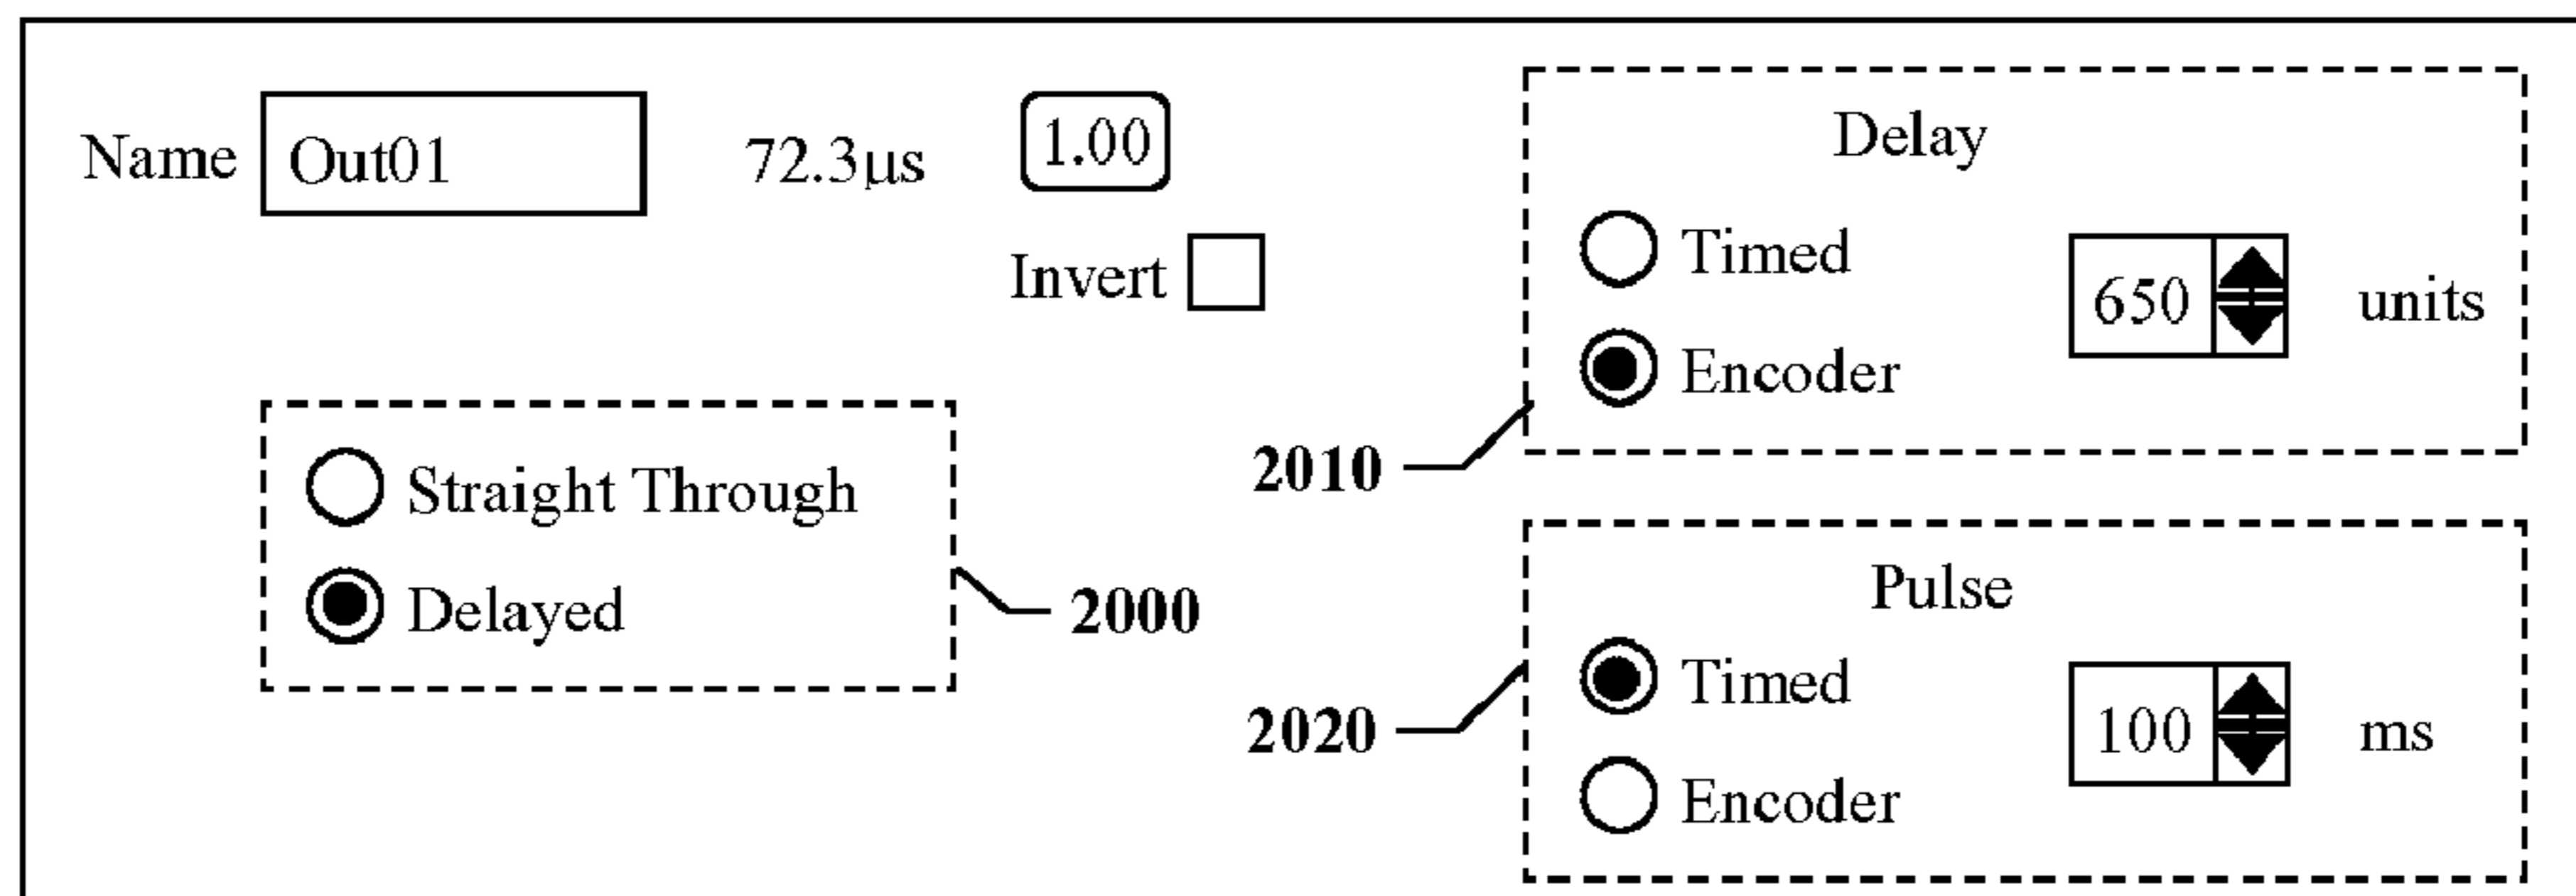 Name Out01 72.3µs 1.00
Invert
Straight Through
Delayed
2000
Delay
Timed
Encoder
650 units
2010
Pulse
Timed
Encoder
100 ms
2020